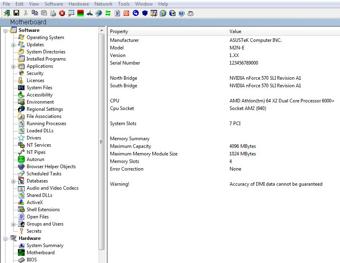 File Edit View Software Hardware Network Tools Window Help
Motherboard
Software
Operating System
Updates
System Directories
Installed Programs
Applications
Security
Licenses
System Files
Accessibility
Environment
Regional Settings
File Associations
Running Processes
Loaded DLLs
Drivers
NT Services
NT Pipes
Autorun
Browser Helper Objects
Scheduled Tasks
Databases
Audio and Video Codecs
Shared DLLs
ActiveX
Shell Extensions
Open Files
Groups and Users
Secrets
Hardware
System Summary
Motherboard
BIOS
Property Value
Manufacturer ASUSTeK Computer INC.
Model M2N-E
Version 1.XX
Serial Number 123456789000
North Bridge NVIDIA nForce 570 SLI Revision A1
South Bridge NVIDIA nForce 570 SLI Revision A1
CPU AMD Athlon(tm) 64 X2 Dual Core Processor 6000+
Cpu Socket Socket AM2 (940)
System Slots 7 PCI
Memory Summary
Maximum Capacity 4096 MBytes
Maximum Memory Module Size 1024 MBytes
Memory Slots 4
Error Correction None
Warning! Accuracy of DMI data cannot be guaranteed